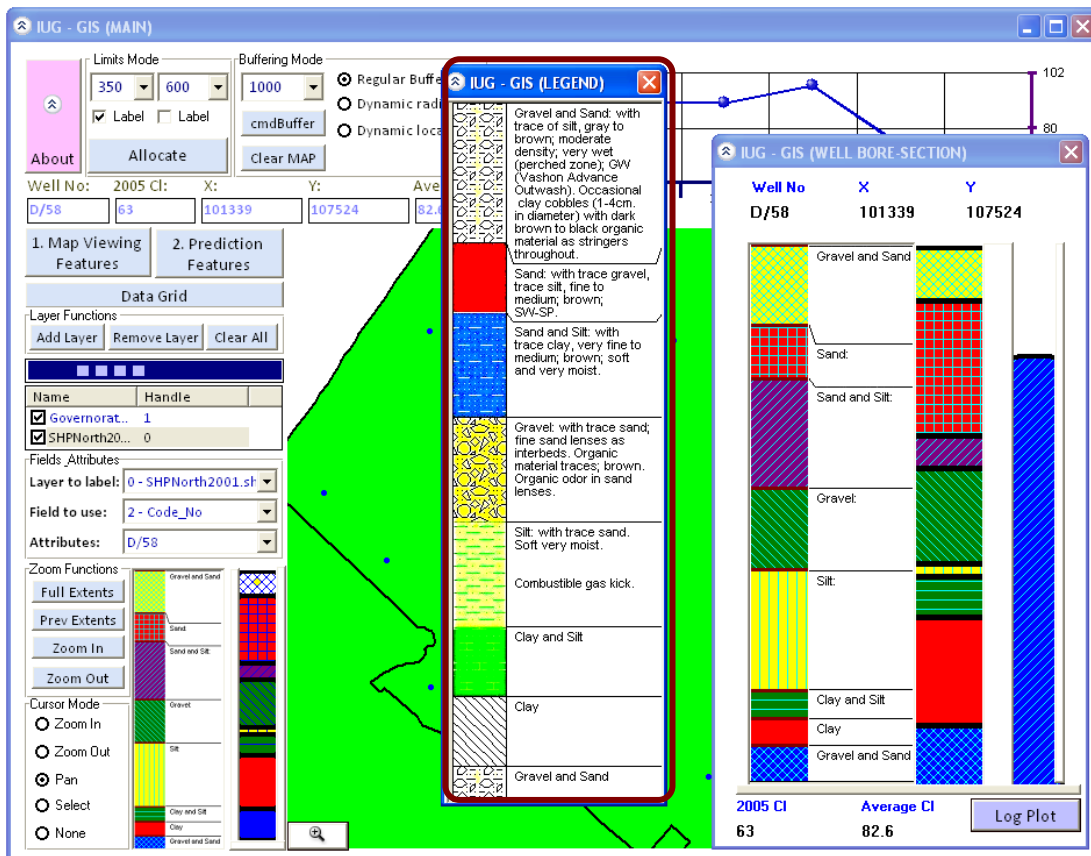 IUG - GIS (MAIN)
Limits Mode
350
600
Label
Label
Allocate
Buffering Mode
1000
cmdBuffer
Clear MAP
Regular Buffe
Dynamic radi
Dynamic loca
About
Well No:
2005 Cl:
X:
Y:
Ave
D/58
63
101339
107524
82.6
1. Map Viewing
Features
2. Prediction
Features
Data Grid
Layer Functions
Add Layer
Remove Layer
Clear All
Name
Handle
Governorat...
1
SHPNorth20...
0
Fields_Attributes
Layer to label:
0 - SHPNorth2001.sh
Field to use:
2 - Code_No
Attributes:
D/58
Zoom Functions
Full Extents
Prev Extents
Zoom In
Zoom Out
Cursor Mode
Zoom In
Zoom Out
Pan
Select
None
Gravel and Sand
Sand
Sand and Silt
Gravel
Silt
Clay and Silt
Clay
Gravel and Sand
IUG - GIS (LEGEND)
Gravel and Sand: with
trace of silt, gray to
brown; moderate
density; very wet
(perched zone); GW
(Vashon Advance
Outwash). Occasional
clay cobbles (1-4cm.
in diameter) with dark
brown to black organic
material as stringers
throughout.
Sand: with trace gravel,
trace silt, fine to
medium; brown;
SW-SP.
Sand and Silt: with
trace clay, very fine to
medium; brown; soft
and very moist.
Gravel: with trace sand;
fine sand lenses as
interbeds. Organic
material traces; brown.
Organic odor in sand
lenses.
Silt: with trace sand.
Soft very moist.
Combustible gas kick.
Clay and Silt
Clay
Gravel and Sand
102
80
IUG - GIS (WELL BORE-SECTION)
Well No
X
Y
D/58
101339
107524
Gravel and Sand
Sand:
Sand and Silt:
Gravel:
Silt:
Clay and Silt
Clay
Gravel and Sand
2005 Cl
Average Cl
63
82.6
Log Plot